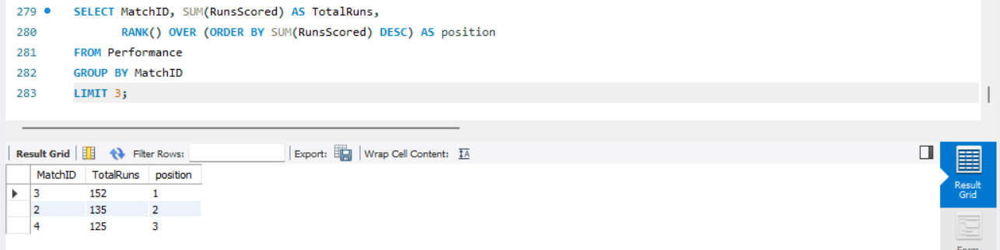 279 SELECT MatchID, SUM(RunsScored) AS TotalRuns,
280 RANK() OVER (ORDER BY SUM(RunsScored) DESC) AS position
281 FROM Performance
282 GROUP BY MatchID
283 LIMIT 3;
Result Grid Filter Rows: Export: Wrap Cell Content: IA
MatchID TotalRuns position
3 152 1
2 135 2
4 125 3
Result
Grid
Form